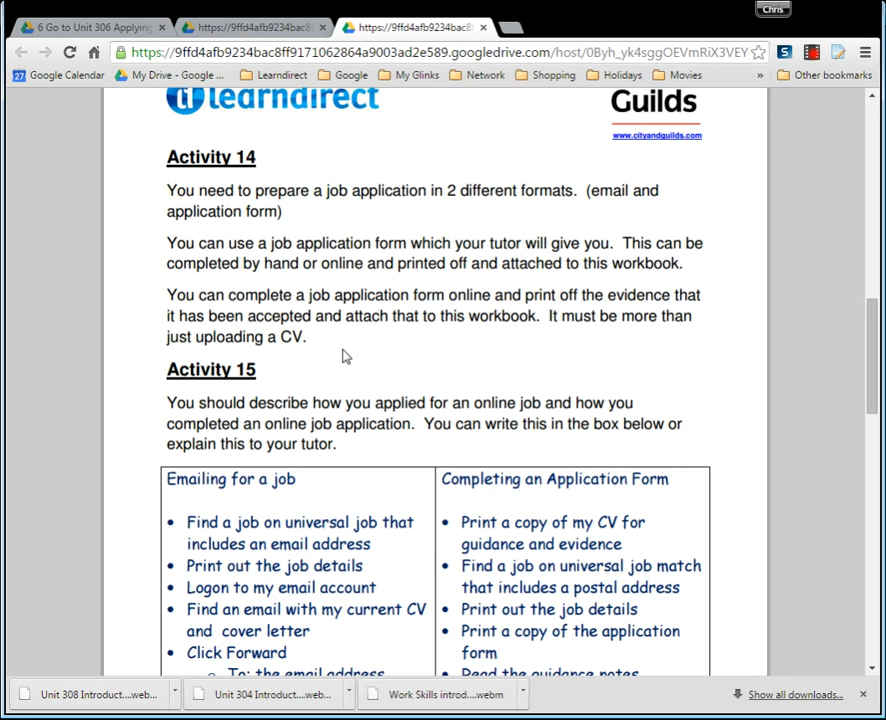 Chris
6 Go to Unit 306 Applying
https://9ffd4afb9234bac8f
https://9ffd4afb9234bac8f
https://9ffd4afb9234bac8ff9171062864a9003ad2e589.googledrive.com/host/0Byh_yk4sggOEVmRiX3VEY
27 Google Calendar
My Drive - Google ...
Learndirect
Google
My Glinks
Network
Shopping
Holidays
Movies
»
Other bookmarks
learndirect
Guilds
www.cityandguilds.com
Activity 14
You need to prepare a job application in 2 different formats. (email and
application form)
You can use a job application form which your tutor will give you. This can be
completed by hand or online and printed off and attached to this workbook.
You can complete a job application form online and print off the evidence that
it has been accepted and attach that to this workbook. It must be more than
just uploading a CV.
Activity 15
You should describe how you applied for an online job and how you
completed an online job application. You can write this in the box below or
explain this to your tutor.
Emailing for a job
• Find a job on universal job that
includes an email address
• Print out the job details
• Logon to my email account
• Find an email with my current CV
and cover letter
• Click Forward
o To: the email address
Completing an Application Form
• Print a copy of my CV for
guidance and evidence
• Find a job on universal job match
that includes a postal address
• Print out the job details
• Print a copy of the application
form
• Read the guidance notes
Unit 308 Introduct....web...
Unit 304 Introduct....web...
Work Skills introd....webm
Show all downloads...